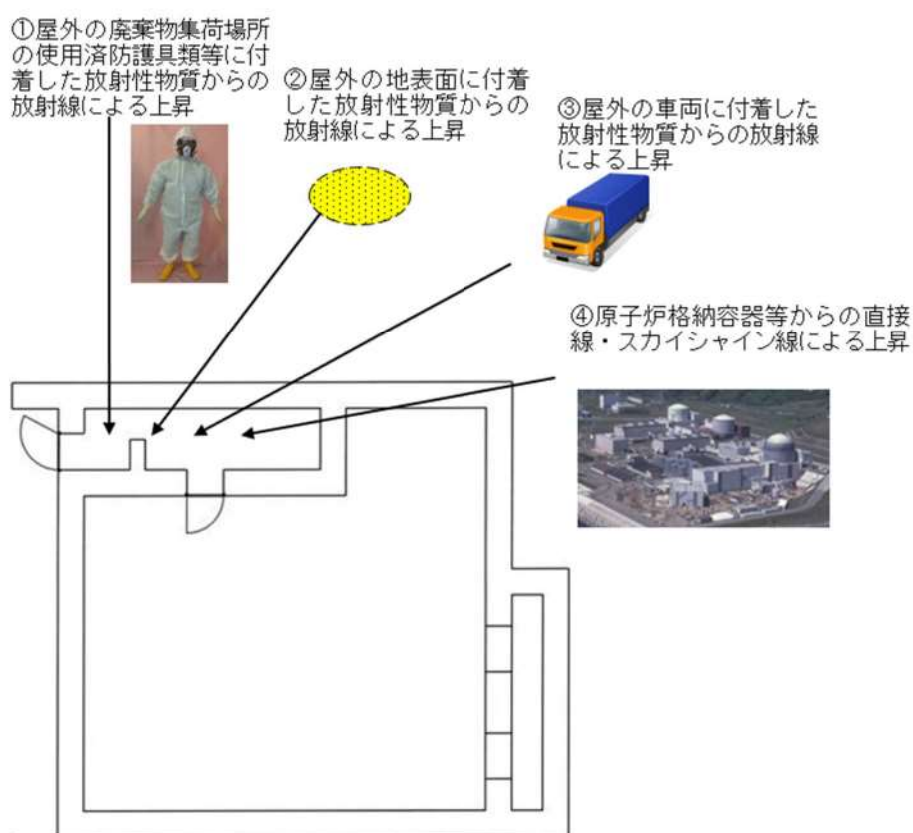 ①屋外の廃棄物集荷場所
の使用済防護具類等に付
着した放射性物質からの
放射線による上昇
②屋外の地表面に付着
した放射性物質からの
放射線による上昇
③屋外の車両に付着した
放射性物質からの放射線
による上昇
④原子炉格納容器等からの直接
線・スカイシャイン線による上昇